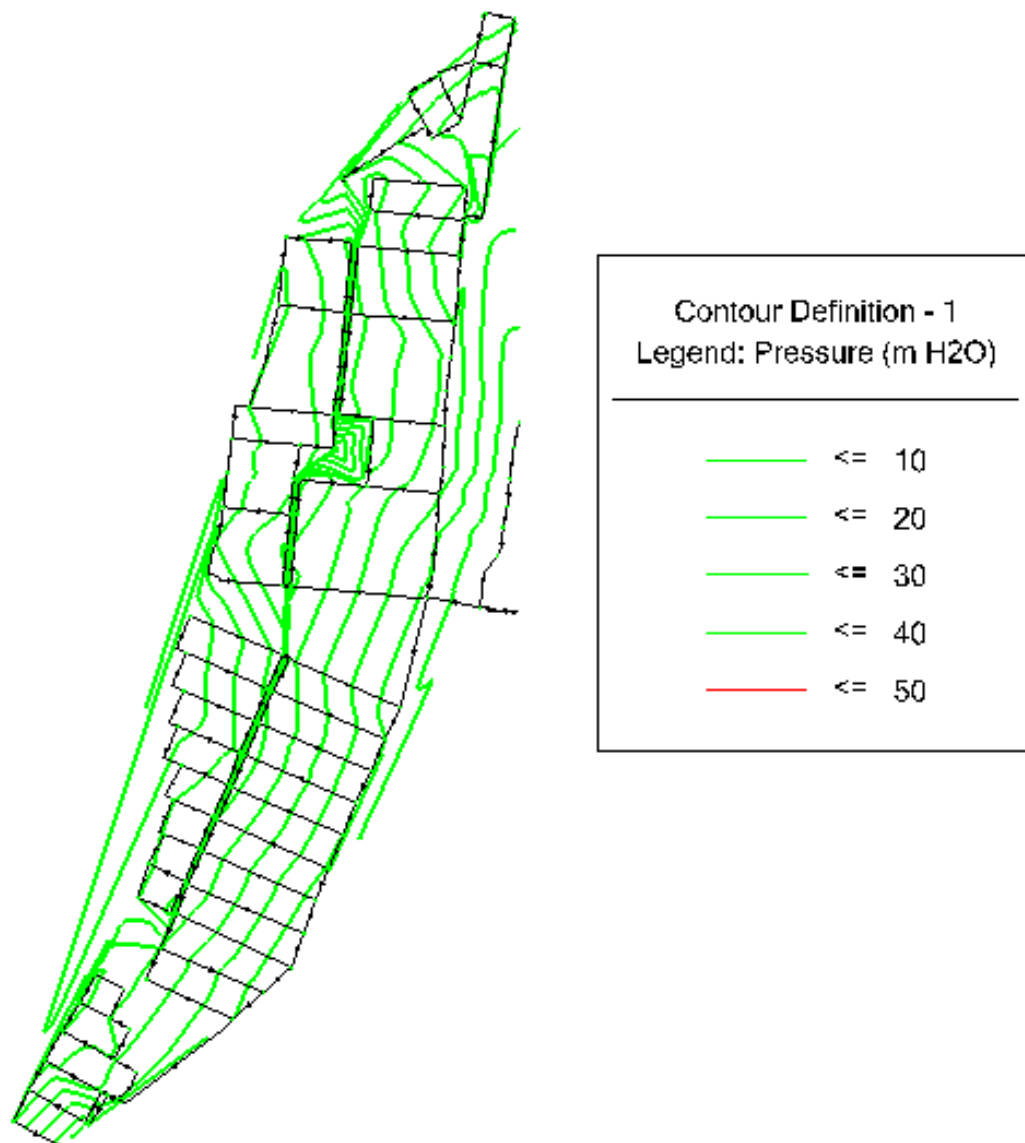 Contour Definition - 1
Legend: Pressure (m H2O)
<= 10
<= 20
<= 30
<= 40
<= 50